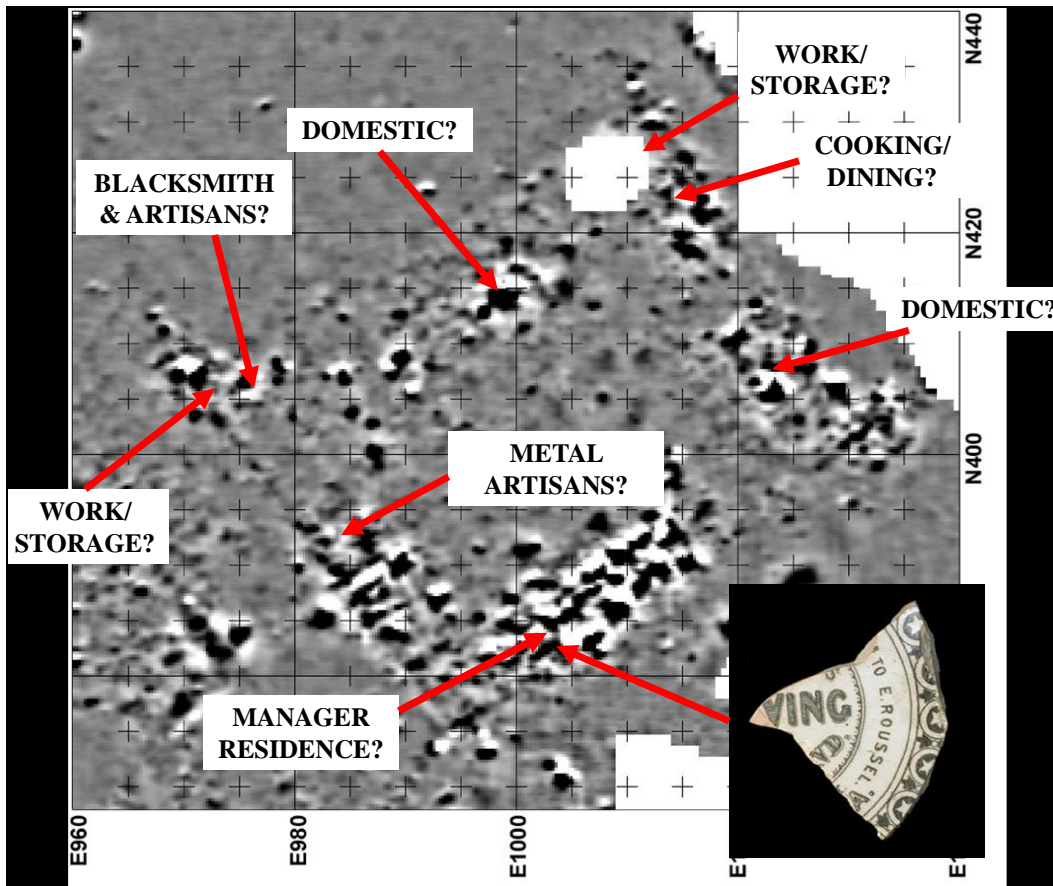 WORK/
STORAGE?
DOMESTIC?
COOKING/
DINING?
BLACKSMITH
& ARTISANS?
DOMESTIC?
METAL
ARTISANS?
WORK/
STORAGE?
MANAGER
RESIDENCE?
N440
N420
N400
E960
E980
E1000
VING
ND.
" TO E. ROUSSEL.
A."